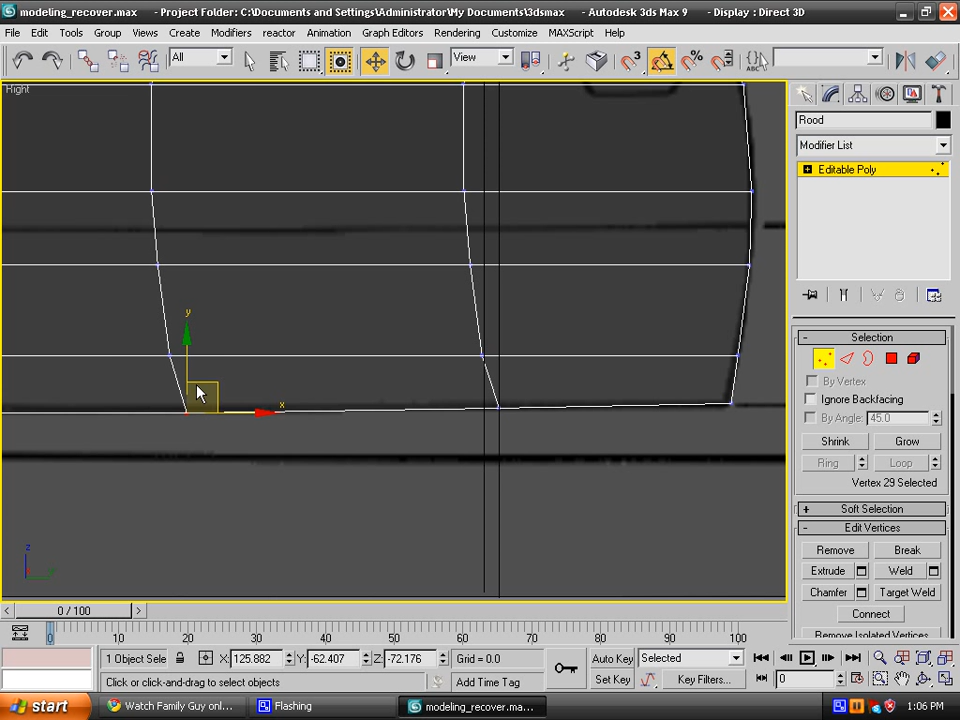 modeling_recover.max - Project Folder: C:\Documents and Settings\Administrator\My Documents\3dsmax - Autodesk 3ds Max 9 - Display : Direct 3D
File Edit Tools Group Views Create Modifiers reactor Animation Graph Editors Rendering Customize MAXScript Help
All View
Right
Rood
Modifier List
Editable Poly
y
x
z
- Selection
By Vertex
Ignore Backfacing
By Angle: 45.0
Shrink Grow
Ring Loop
Vertex 29 Selected
+ Soft Selection
- Edit Vertices
Remove Break
Extrude Weld
Chamfer Target Weld
Connect
Remove Isolated Vertices
< 0 / 100 >
0 10 20 30 40 50 60 70 80 90 100
1 Object Sele X: 125.882 Y: -62.407 Z: -72.176 Grid = 0.0 Auto Key Selected
Click or click-and-drag to select objects Add Time Tag Set Key Key Filters... 0
start Watch Family Guy onl... Flashing modeling_recover.ma... 1:06 PM